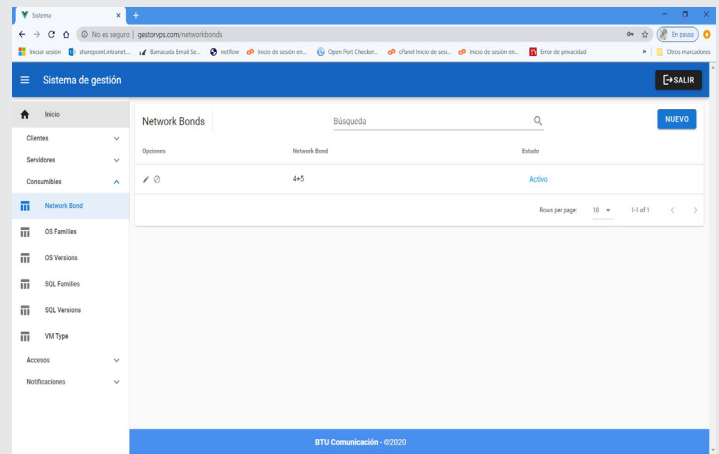 Sistema
No es seguro | gestorvps.com/networkbonds
En pausa
Iniciar sesión sharepoint.intranet... Barracuda Email Se... netflow Inicio de sesión en... Open Port Checker... cPanel Inicio de sesi... Inicio de sesión en... Error de privacidad » Otros marcadores
Sistema de gestión
SALIR
Inicio
Clientes
Servidores
Consumibles
Network Bond
OS Families
OS Versions
SQL Families
SQL Versions
VM Type
Accesos
Notificaciones
Network Bonds
Búsqueda
NUEVO
Opciones Network Bond Estado
4+5 Activo
Rows per page: 10 1-1 of 1
BTU Comunicación - ©2020